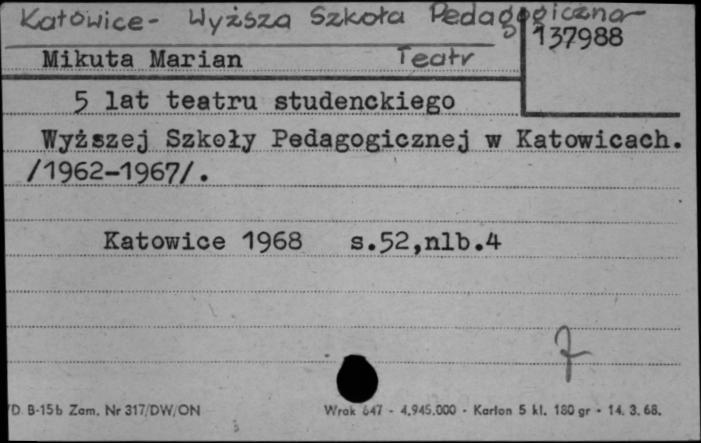 Katowice - Wyższa Szkoła Pedagogiczna -
137988
Mikuta Marian Teatr
5 lat teatru studenckiego
Wyższej Szkoły Pedagogicznej w Katowicach.
/1962-1967/.
Katowice 1968 s.52,nlb.4
7
D. B-15b Zam. Nr 317/DW/ON Wrak 647 - 4.945.000 - Karton 5 kl. 180 gr - 14. 3. 68.